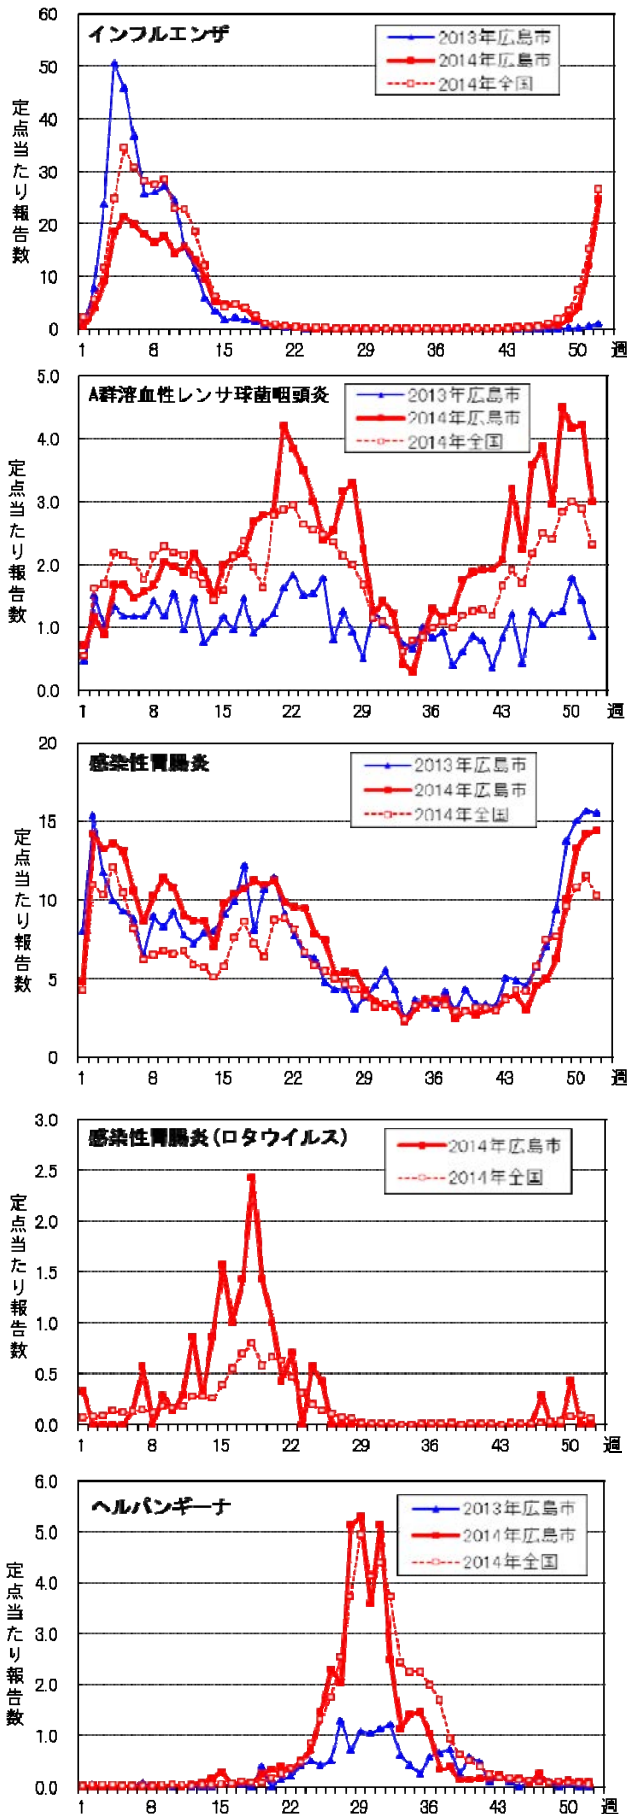 インフルエンザ
2013年広島市
2014年広島市
2014年全国
定点当たり報告数
60
50
40
30
20
10
0
1 8 15 22 29 36 43 50 週
A群溶血性レンサ球菌咽頭炎
2013年広島市
2014年広島市
2014年全国
定点当たり報告数
5.0
4.0
3.0
2.0
1.0
0.0
1 8 15 22 29 36 43 50 週
感染性胃腸炎
2013年広島市
2014年広島市
2014年全国
定点当たり報告数
20
15
10
5
0
1 8 15 22 29 36 43 50 週
感染性胃腸炎(ロタウイルス)
2014年広島市
2014年全国
定点当たり報告数
3.0
2.5
2.0
1.5
1.0
0.5
0.0
1 8 15 22 29 36 43 50 週
ヘルパンギーナ
2013年広島市
2014年広島市
2014年全国
定点当たり報告数
6.0
5.0
4.0
3.0
2.0
1.0
0.0
1 8 15 22 29 36 43 50 週